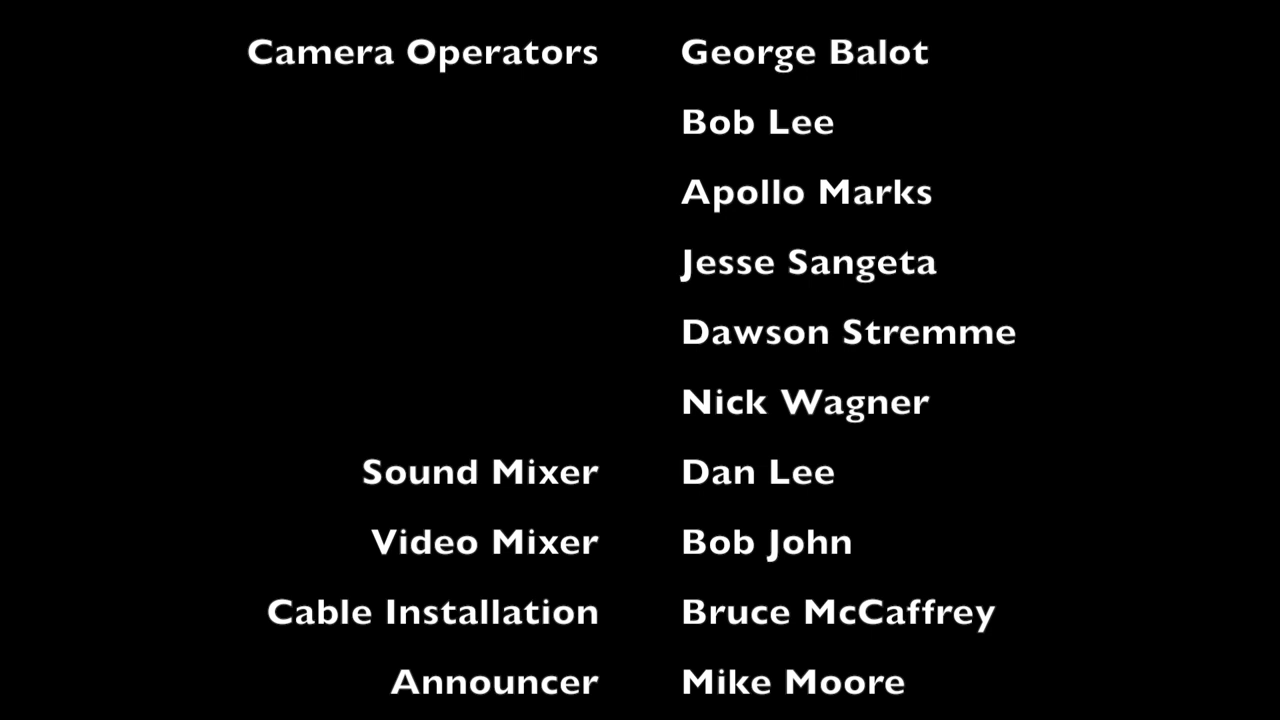 Camera Operators George Balot
Bob Lee
Apollo Marks
Jesse Sangeta
Dawson Stremme
Nick Wagner
Sound Mixer Dan Lee
Video Mixer Bob John
Cable Installation Bruce McCaffrey
Announcer Mike Moore